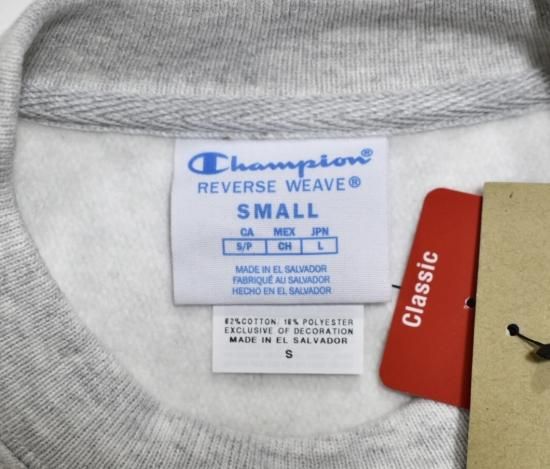 Champion®
REVERSE WEAVE®
SMALL
CA MEX JPN
S/P CH L
MADE IN EL SALVADOR
FABRIQUÉ AU SALVADOR
HECHO EN EL SALVADOR
82%COTTON, 18% POLYESTER
EXCLUSIVE OF DECORATION
MADE IN EL SALVADOR
S
Classic